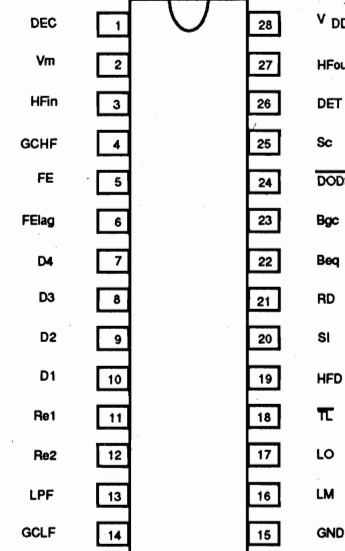 DEC 1 28 V DD
Vm 2 27 HFou
HFin 3 26 DET
GCHF 4 25 Sc
FE 5 24 DOD
FElag 6 23 Bgc
D4 7 22 Beq
D3 8 21 RD
D2 9 20 SI
D1 10 19 HFD
Re1 11 18 TL
Re2 12 17 LO
LPF 13 16 LM
GCLF 14 15 GND